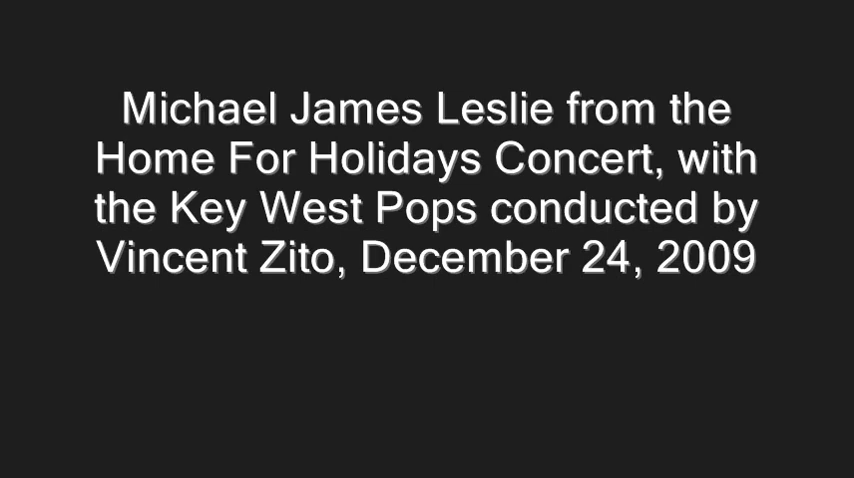 Michael James Leslie from the
Home For Holidays Concert, with
the Key West Pops conducted by
Vincent Zito, December 24, 2009